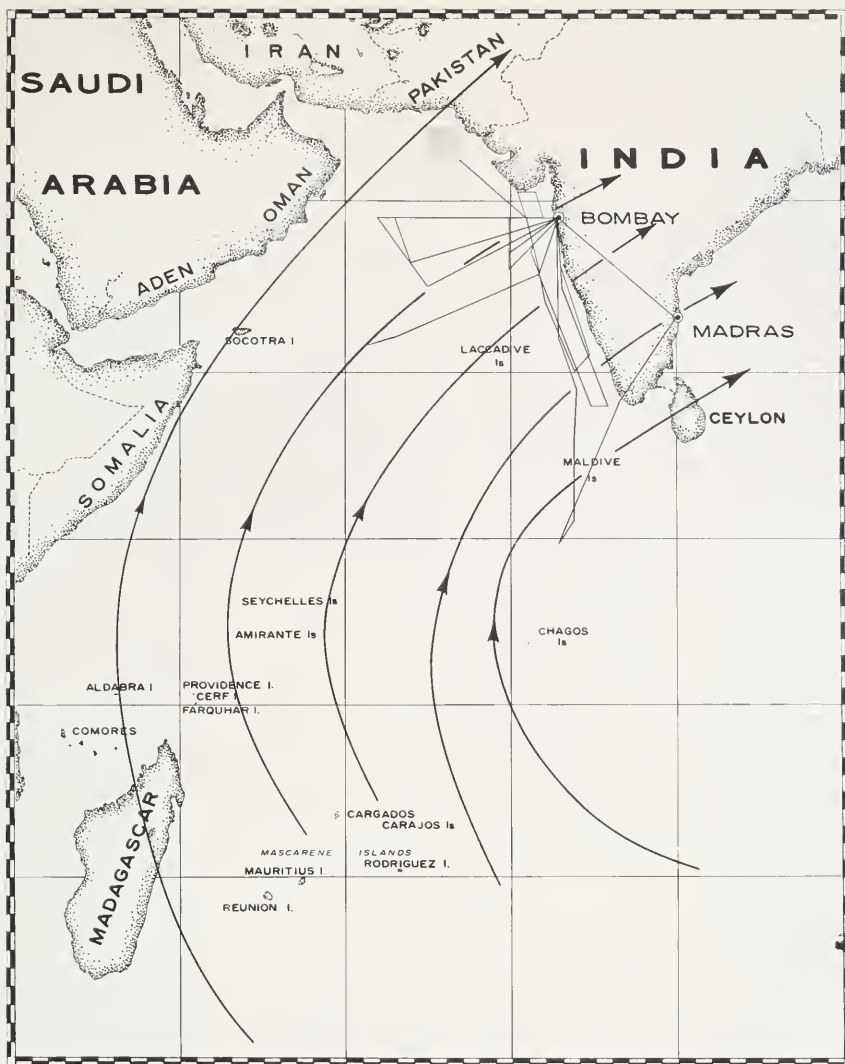 IRAN
PAKISTAN
SAUDI
ARABIA
OMAN
ADEN
INDIA
BOMBAY
MADRAS
SOCOTRA I
LACCADIVE
Is
CEYLON
SOMALIA
MALDIVE
Is
SEYCHELLES Is
AMIRANTE Is
CHAGOS
Is
ALDABRA I
PROVIDENCE I.
CERF I
FARQUHAR I.
COMORES
MADAGASCAR
CARGADOS
CARAJOS Is
MASCARENE ISLANDS
MAURITIUS I.
RODRIGUEZ I.
REUNION I.